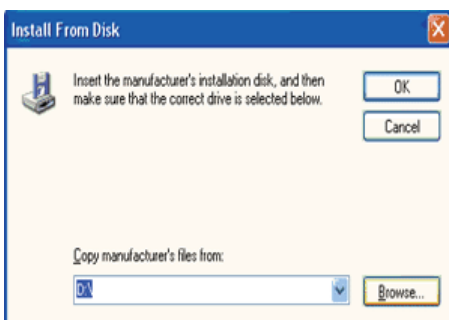 Install From Disk
Insert the manufacturer's installation disk, and then
make sure that the correct drive is selected below.
OK
Cancel
Copy manufacturer's files from:
D:\
Browse...